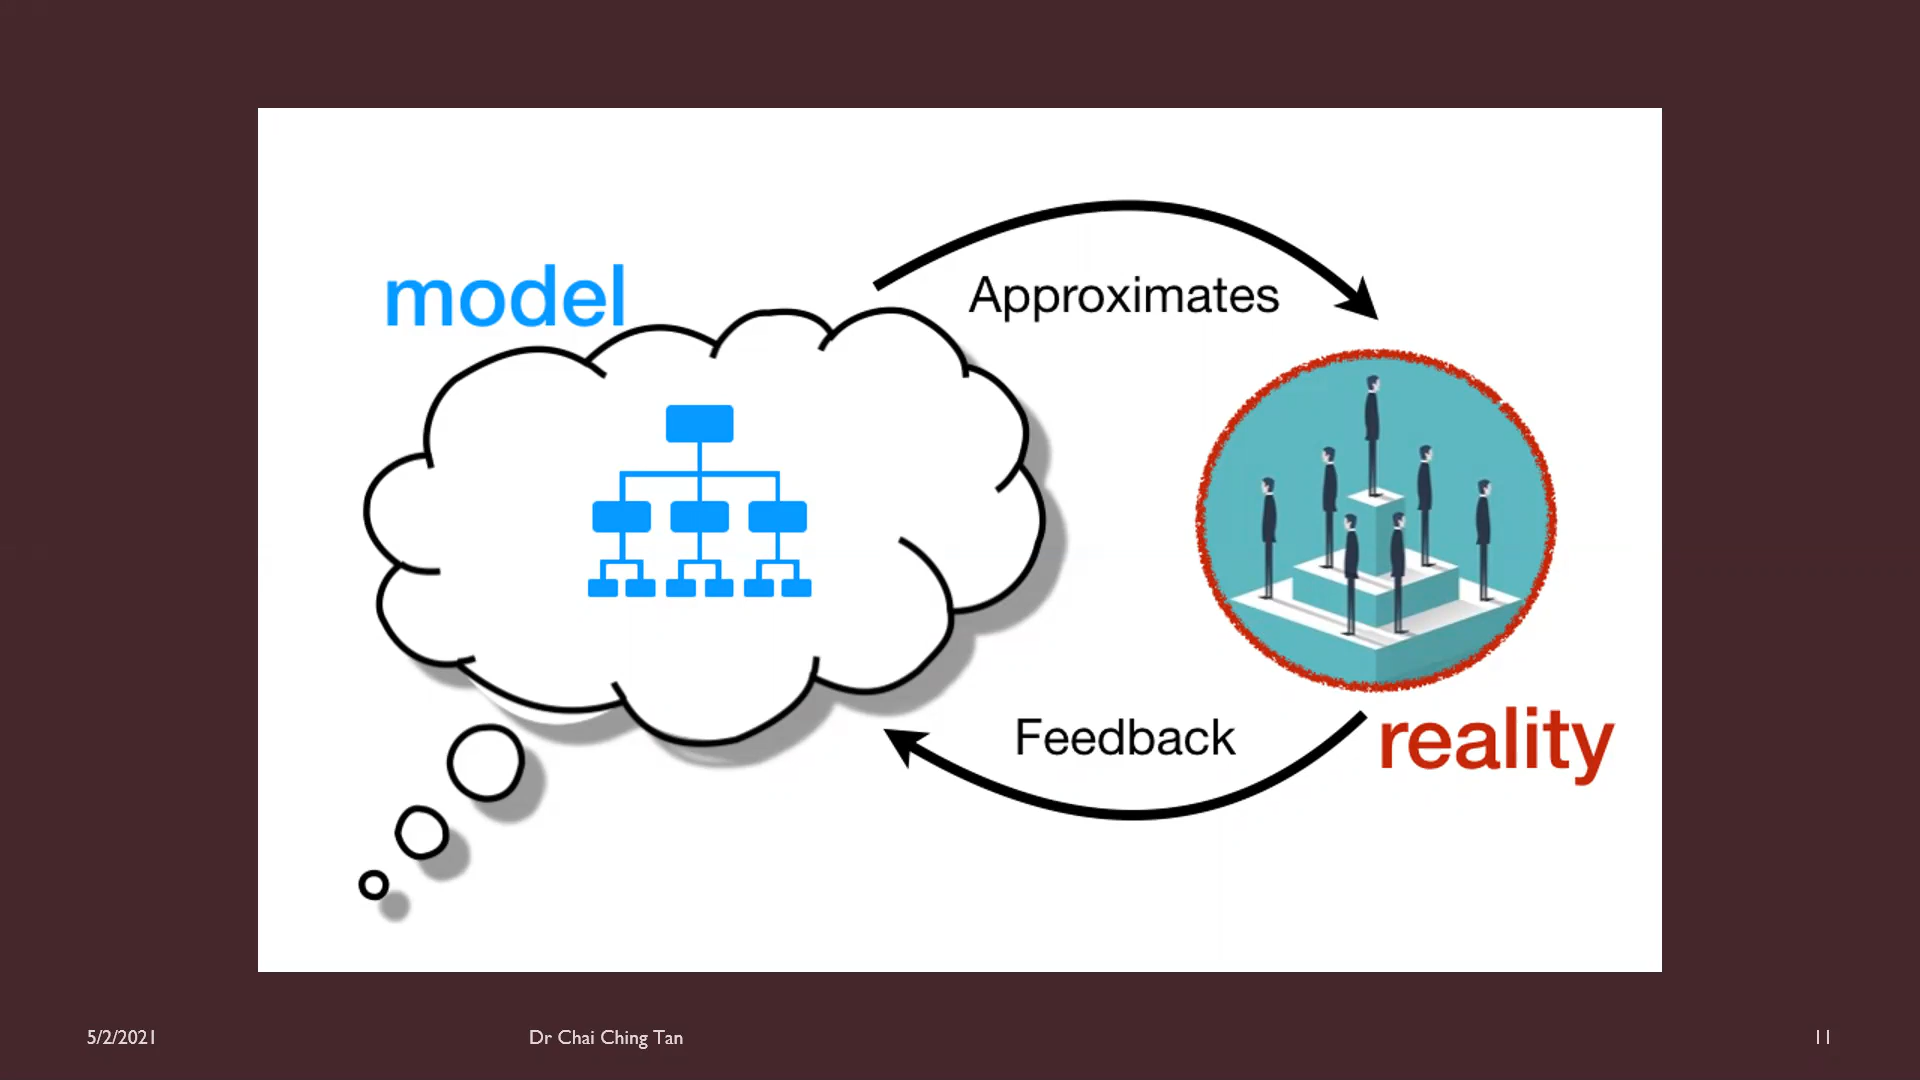 model
Approximates
Feedback
reality
5/2/2021
Dr Chai Ching Tan
11